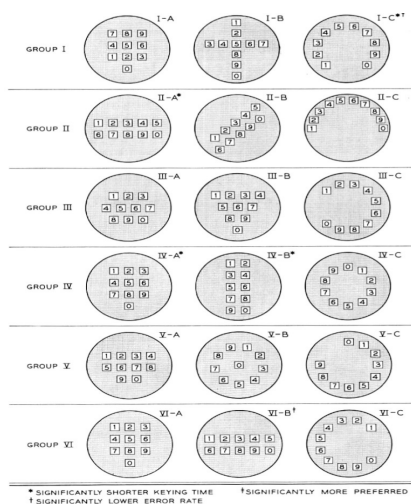 I-A
7 8 9
4 5 6
1 2 3
0
I-B
1
2
3 4 5 6 7
8
9
0
I-C*†
1 2 3 4 5 6 7 8 9 0
GROUP I
II-A*
1 2 3 4 5
6 7 8 9 0
II-B
1 2 3 4 5
6 7 8 9 0
II-C
1 2 3 4 5 6 7 8 9 0
GROUP II
III-A
1 2 3
4 5 6 7
8 9 0
III-B
1 2 3 4
5 6 7
8 9
0
III-C
1 2 3 4 5 6 7 8 9 0
GROUP III
IV-A*
1 2 3
4 5 6
7 8 9
0
IV-B*
1 2
3 4
5 6
7 8
9 0
IV-C
0 1 2 3 4 5 6 7 8 9
GROUP IV
V-A
1 2 3 4
5 6 7 8
9 0
V-B
1 2 3 4 5 6 7 8 9 0
V-C
0 1 2 3 4 5 6 7 8 9
GROUP V
VI-A
1 2 3
4 5 6
7 8 9
0
VI-B‡
1 2 3 4 5
6 7 8 9 0
VI-C
1 2 3 4 5 6 7 8 9 0
GROUP VI
* SIGNIFICANTLY SHORTER KEYING TIME ‡SIGNIFICANTLY MORE PREFERRED
† SIGNIFICANTLY LOWER ERROR RATE